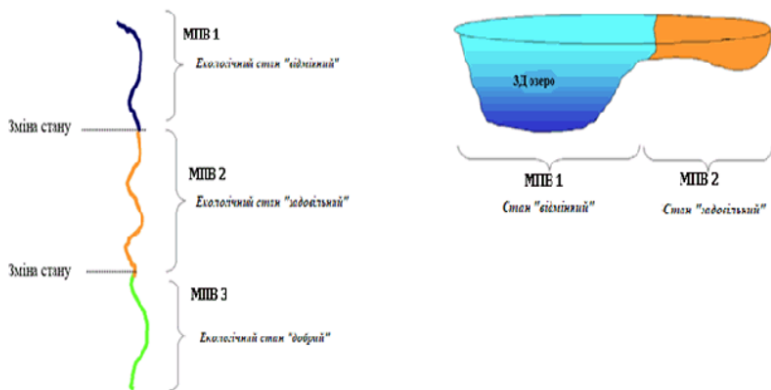 МПВ 1
Екологічний стан "відмінний"
Зміна стану
МПВ 2
Екологічний стан "задовільний"
Зміна стану
МПВ 3
Екологічний стан "добрий"
3Д озеро
МПВ 1
Стан "відмінний"
МПВ 2
Стан "задовільний"